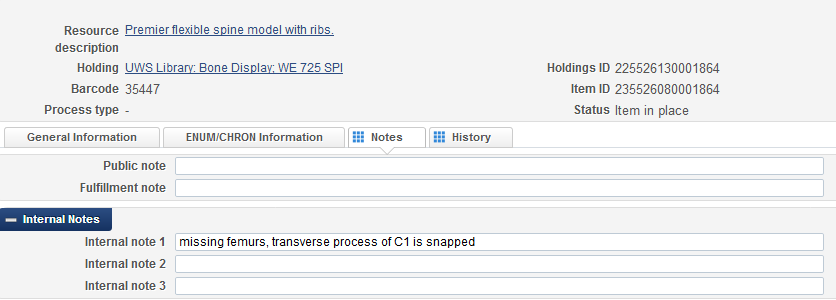 Resource description Premier flexible spine model with ribs.
Holding UWS Library: Bone Display; WE 725 SPI Holdings ID 225526130001864
Barcode 35447 Item ID 235526080001864
Process type - Status Item in place
General Information ENUM/CHRON Information Notes History
Public note
Fulfillment note
Internal Notes
Internal note 1 missing femurs, transverse process of C1 is snapped
Internal note 2
Internal note 3